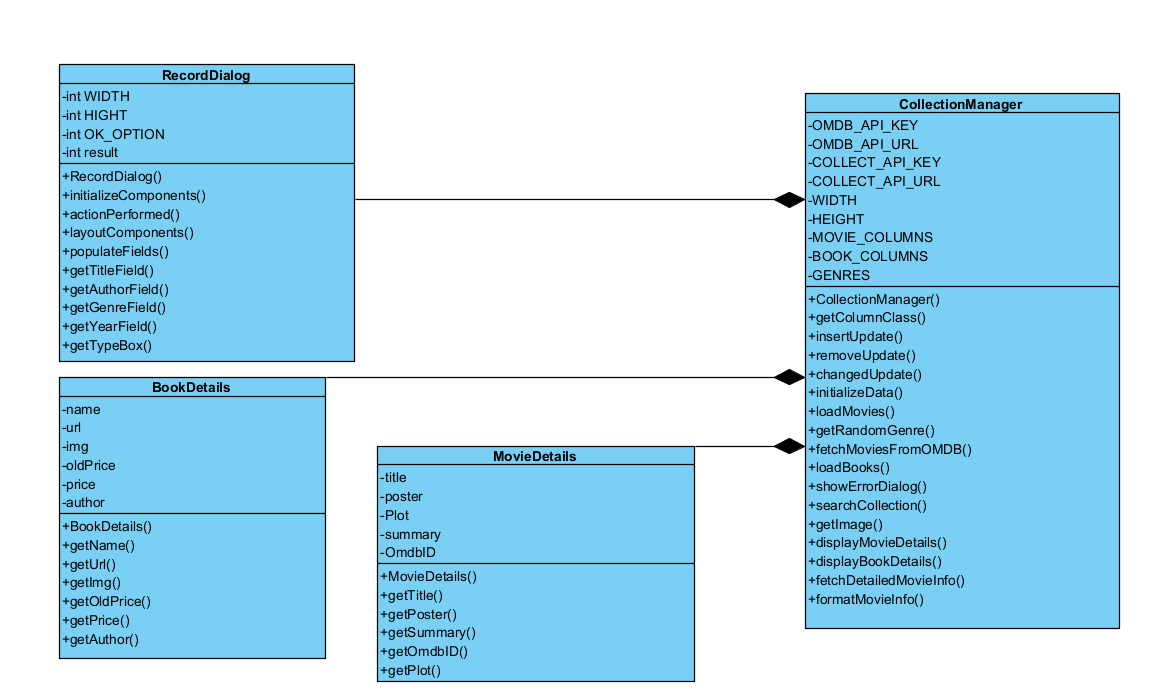 RecordDialog
-int WIDTH
-int HIGHT
-int OK_OPTION
-int result
+RecordDialog()
+initializeComponents()
+actionPerformed()
+layoutComponents()
+populateFields()
+getTitleField()
+getAuthorField()
+getGenreField()
+getYearField()
+getTypeBox()
BookDetails
-name
-url
-img
-oldPrice
-price
-author
+BookDetails()
+getName()
+getUrl()
+getImg()
+getOldPrice()
+getPrice()
+getAuthor()
MovieDetails
-title
-poster
-Plot
-summary
-OmdbID
+MovieDetails()
+getTitle()
+getPoster()
+getSummary()
+getOmdbID()
+getPlot()
CollectionManager
-OMDB_API_KEY
-OMDB_API_URL
-COLLECT_API_KEY
-COLLECT_API_URL
-WIDTH
-HEIGHT
-MOVIE_COLUMNS
-BOOK_COLUMNS
-GENRES
+CollectionManager()
+getColumnClass()
+insertUpdate()
+removeUpdate()
+changedUpdate()
+initializeData()
+loadMovies()
+getRandomGenre()
+fetchMoviesFromOMDB()
+loadBooks()
+showErrorDialog()
+searchCollection()
+getImage()
+displayMovieDetails()
+displayBookDetails()
+fetchDetailedMovieInfo()
+formatMovieInfo()